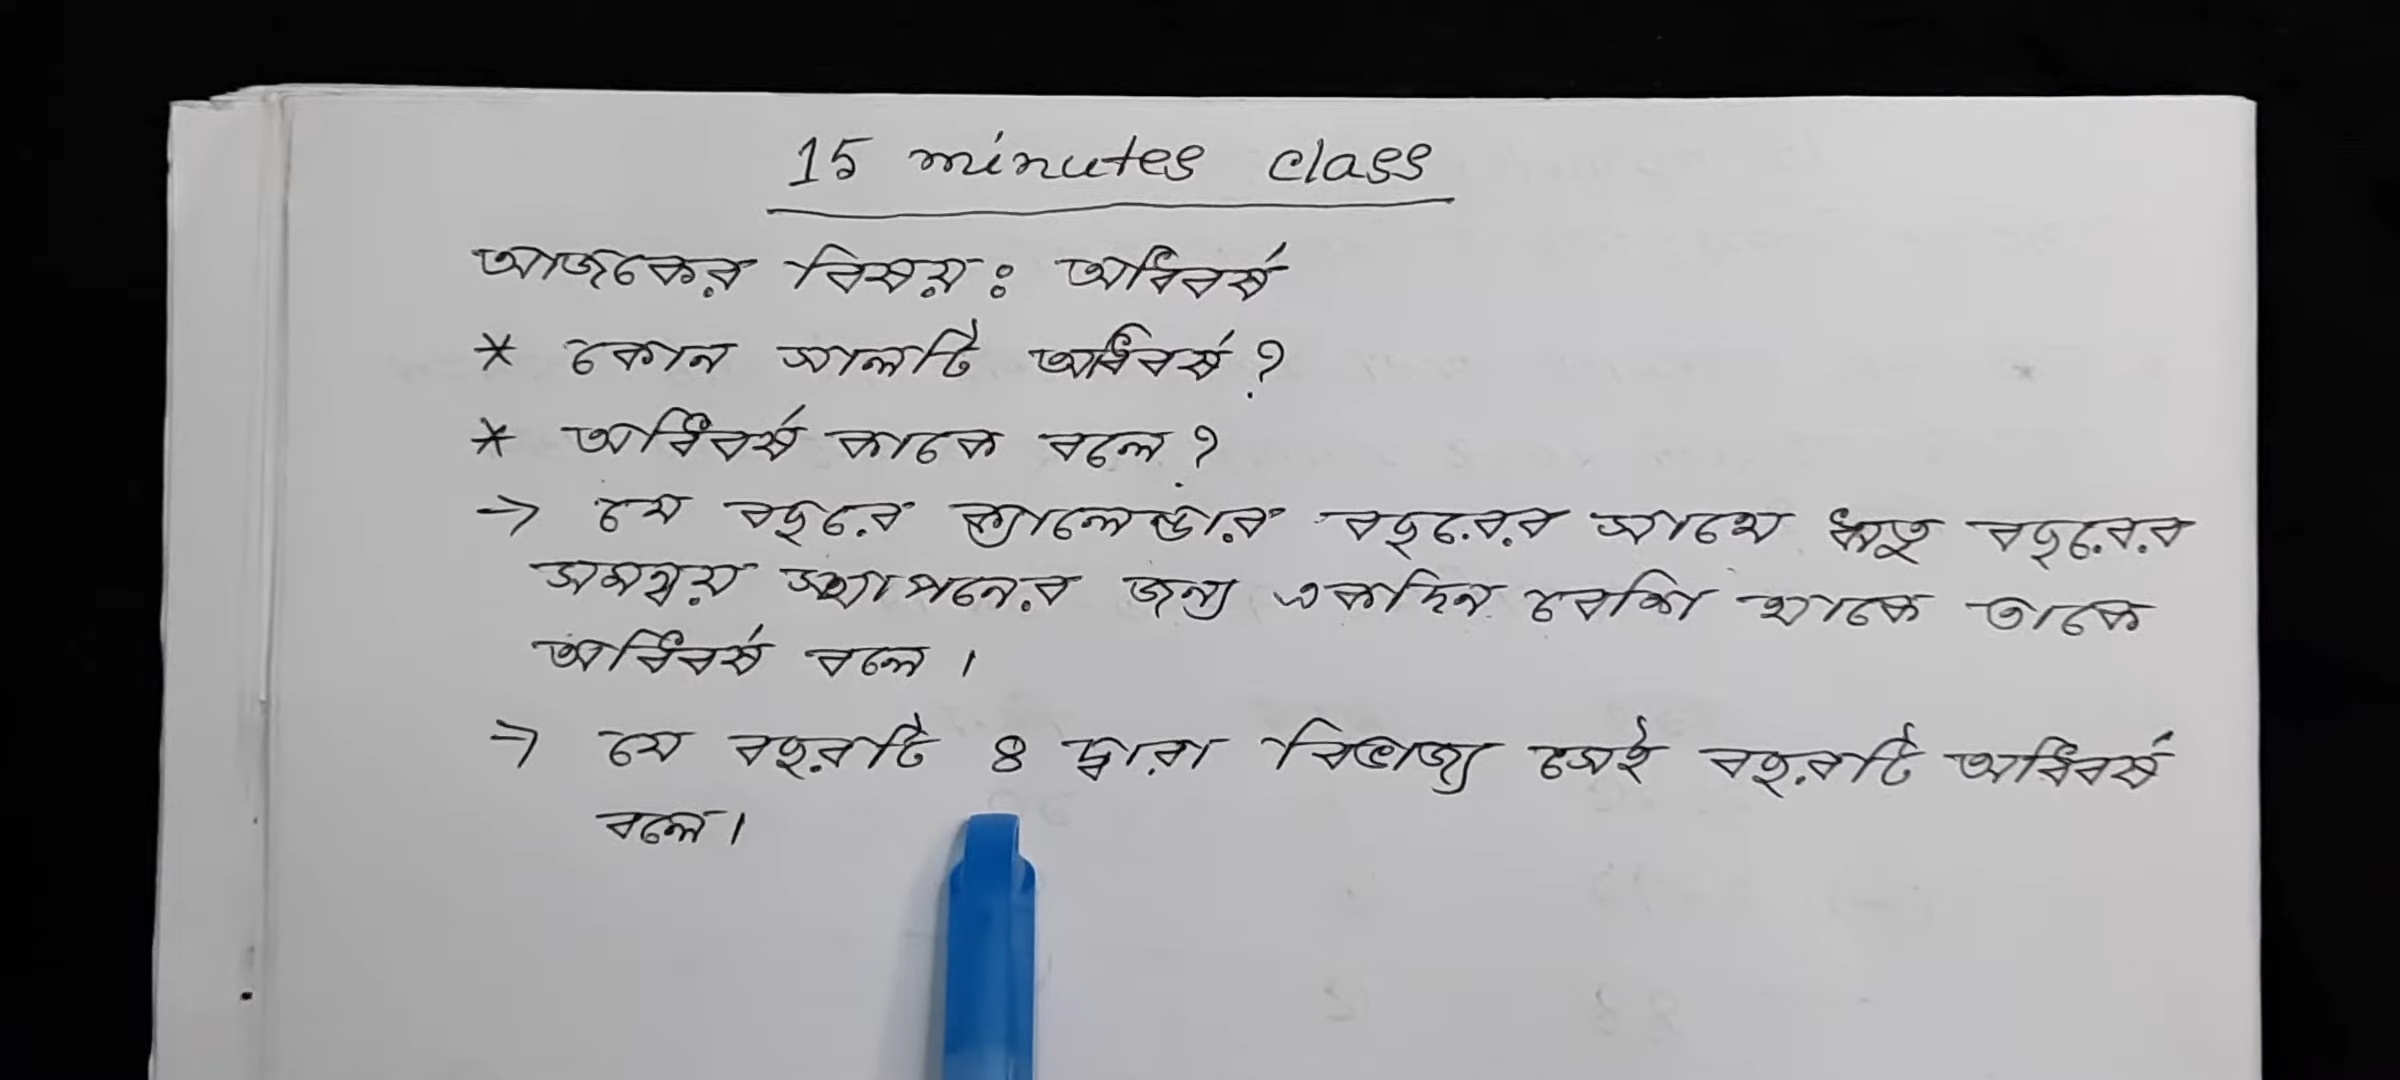 15 minutes class
আজকের বিষয়ঃ অধিবর্ষ
* কোন সালটি অধিবর্ষ?
* অধিবর্ষ কাকে বলে?
→ যে বছরে ক্যালেন্ডার বছরের সাথে ঋতু বছরের
সমন্বয় স্থাপনের জন্য একদিন বেশি থাকে তাকে
অধিবর্ষ বলে।
→ যে বছরটি ৪ দ্বারা বিভাজ্য সেই বছরটি অধিবর্ষ
বলে।